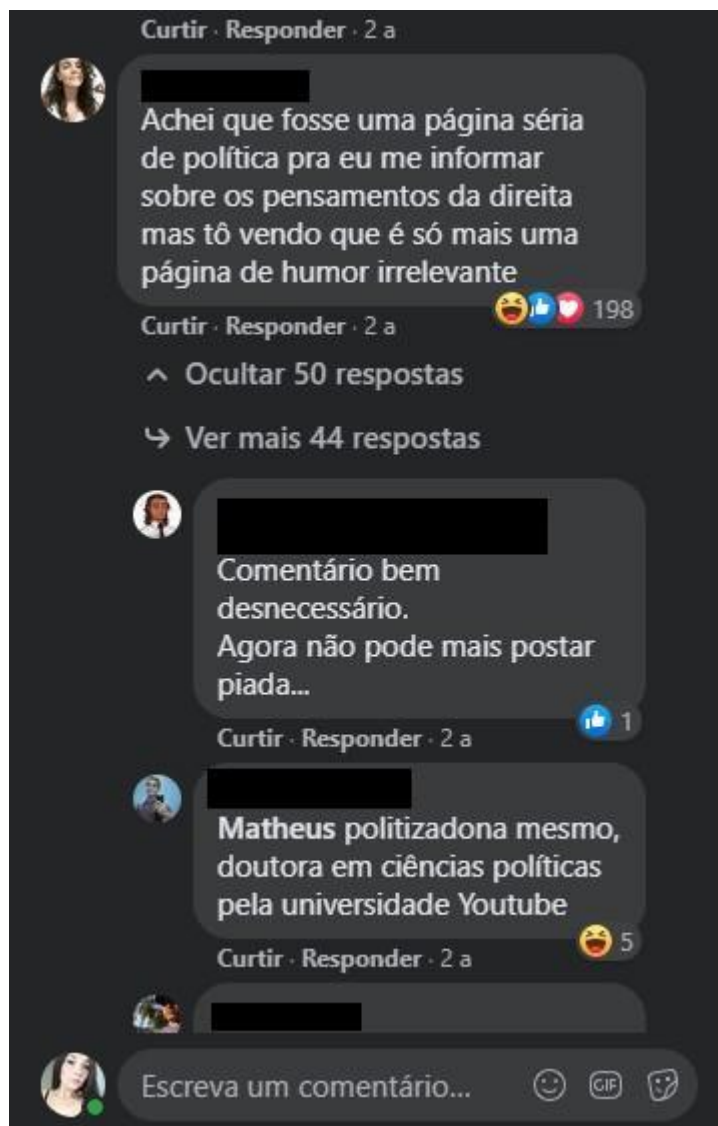 Curtir · Responder · 2 a
Achei que fosse uma página séria
de política pra eu me informar
sobre os pensamentos da direita
mas tô vendo que é só mais uma
página de humor irrelevante
198
Curtir · Responder · 2 a
Ocultar 50 respostas
Ver mais 44 respostas
Comentário bem
desnecessário.
Agora não pode mais postar
piada...
1
Curtir · Responder · 2 a
Matheus politizadona mesmo,
doutora em ciências políticas
pela universidade Youtube
5
Curtir · Responder · 2 a
Escreva um comentário...
GIF